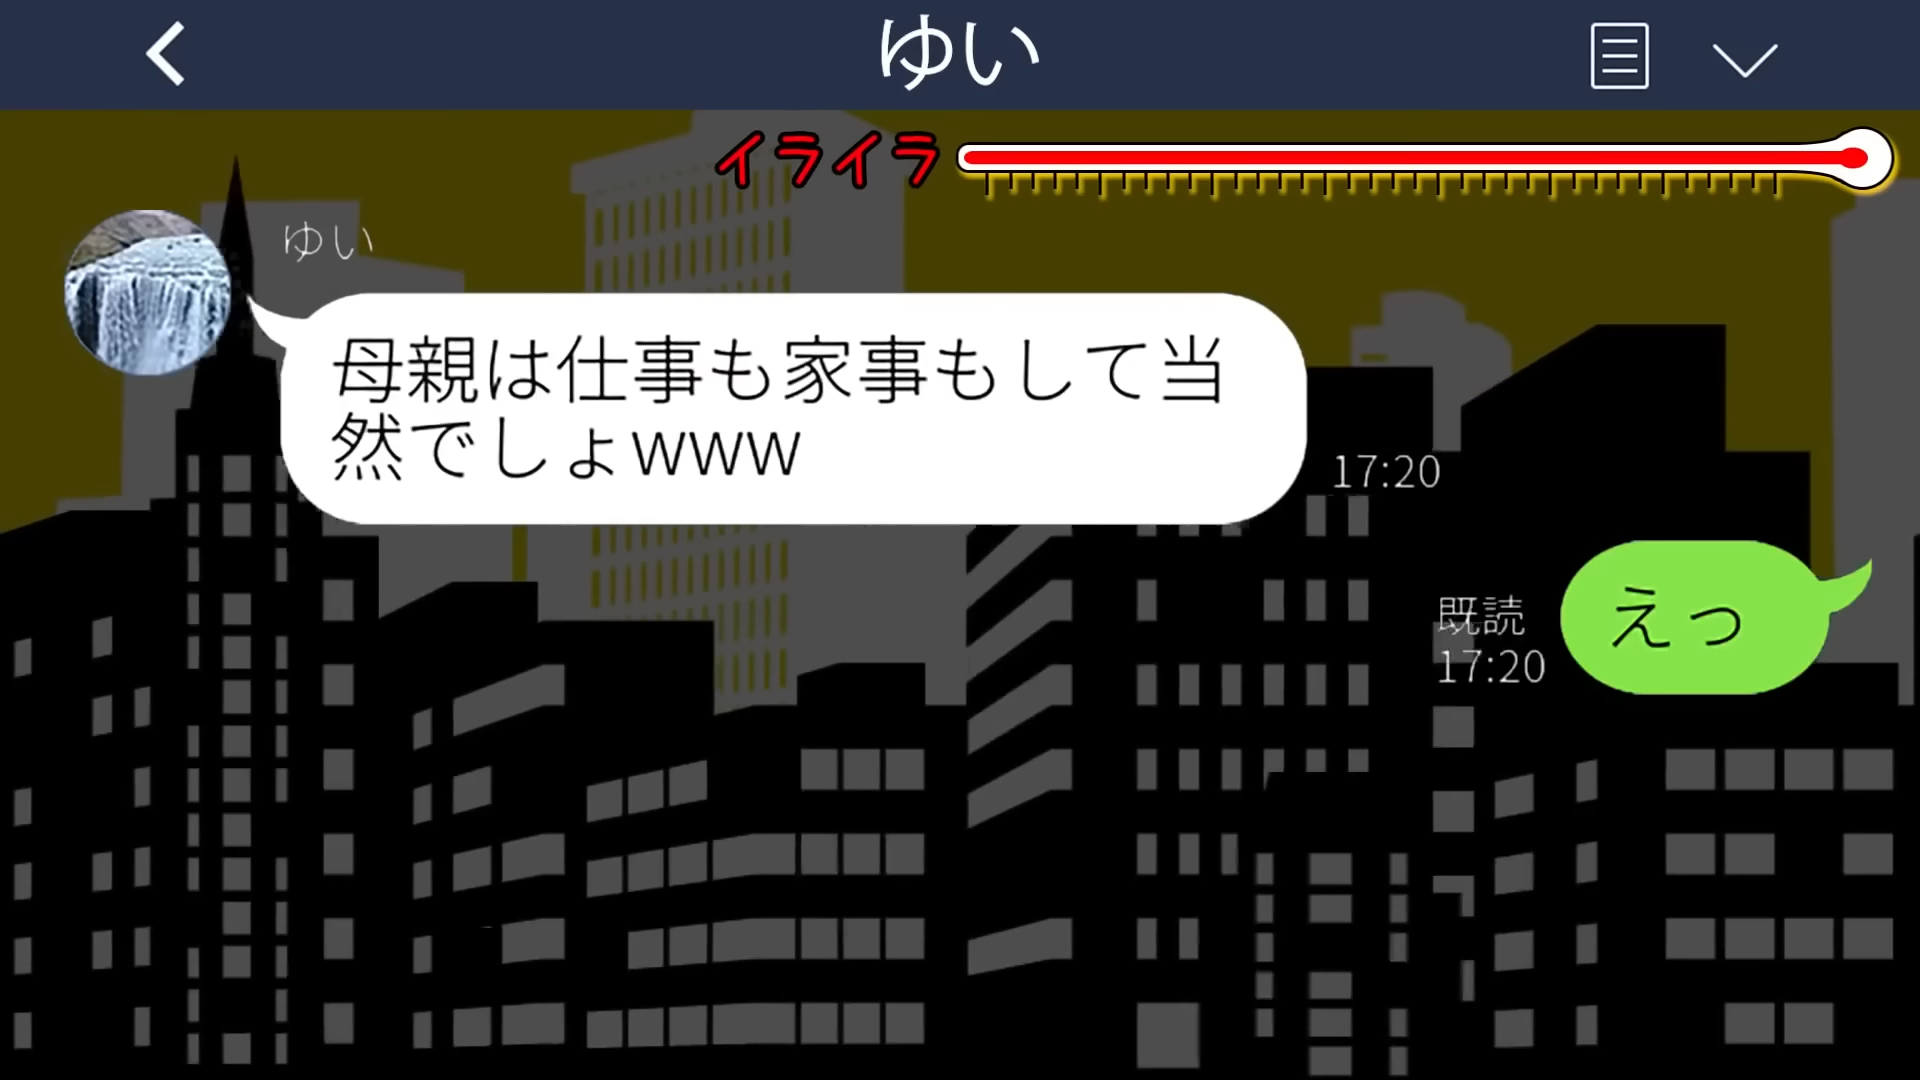 ゆい
イライラ
ゆい
母親は仕事も家事もして当
然でしょwww
17:20
えっ
既読
17:20